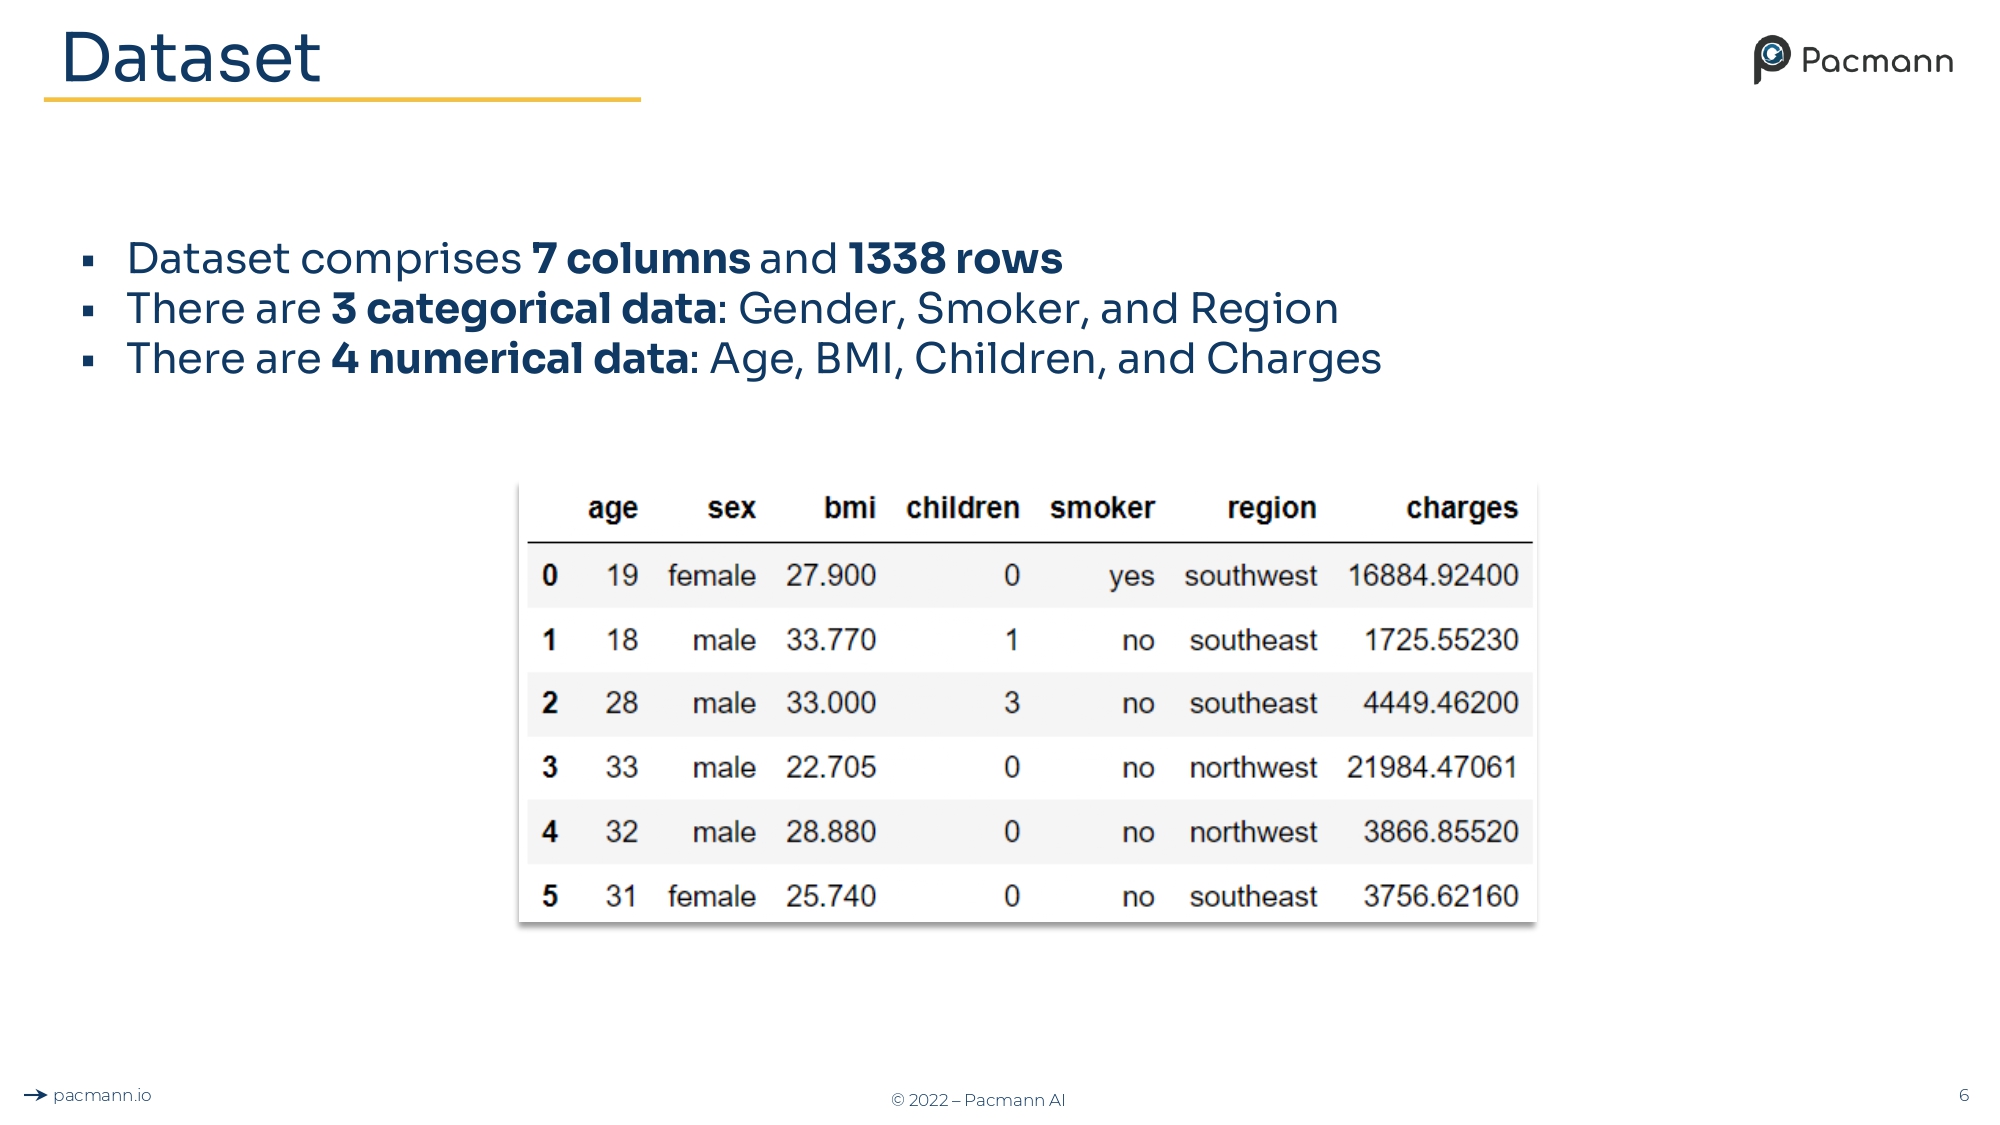 Dataset
Pacmann
▪ Dataset comprises 7 columns and 1338 rows
▪ There are 3 categorical data: Gender, Smoker, and Region
▪ There are 4 numerical data: Age, BMI, Children, and Charges
age sex bmi children smoker region charges
0 19 female 27.900 0 yes southwest 16884.92400
1 18 male 33.770 1 no southeast 1725.55230
2 28 male 33.000 3 no southeast 4449.46200
3 33 male 22.705 0 no northwest 21984.47061
4 32 male 28.880 0 no northwest 3866.85520
5 31 female 25.740 0 no southeast 3756.62160
pacmann.io
© 2022 – Pacmann AI
6